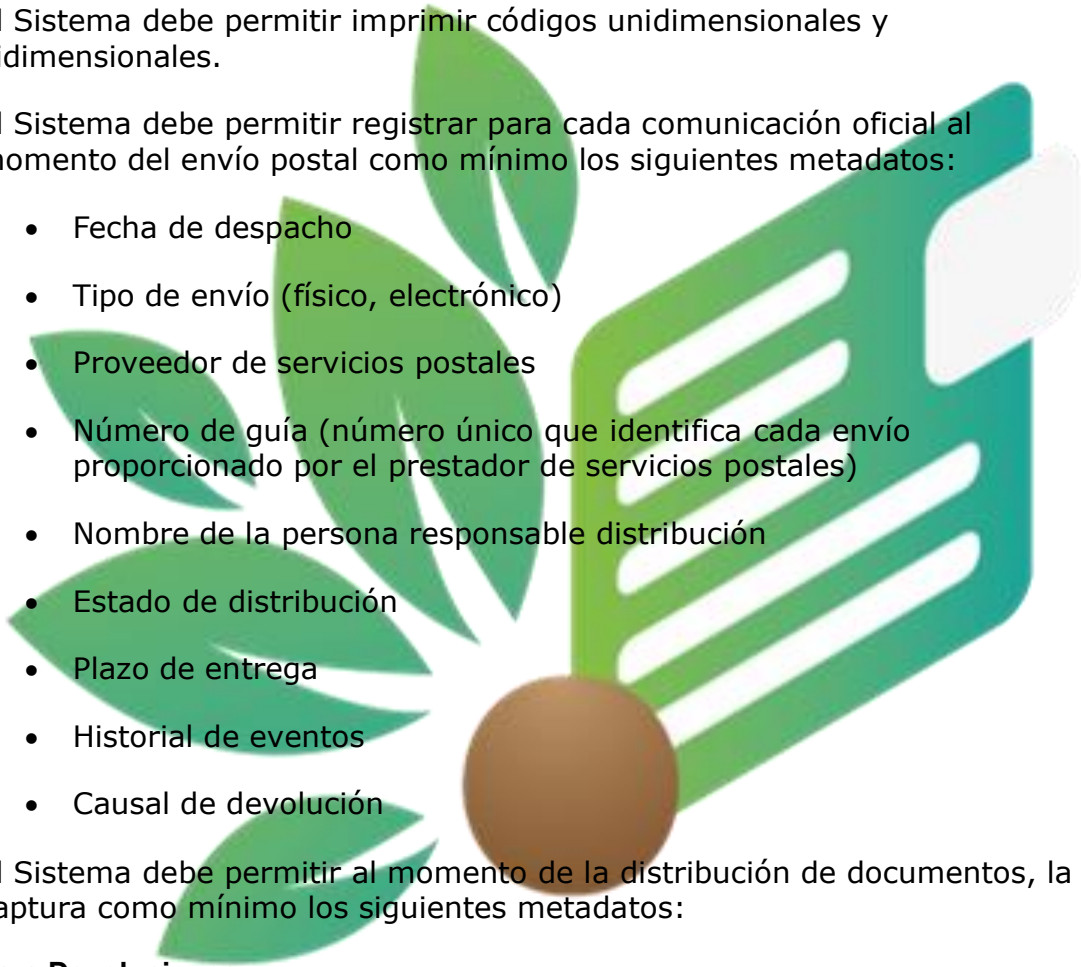 Sistema debe permitir imprimir códigos unidimensionales y
idimensionales.
Sistema debe permitir registrar para cada comunicación oficial al
momento del envío postal como mínimo los siguientes metadatos:
• Fecha de despacho
• Tipo de envío (físico, electrónico)
• Proveedor de servicios postales
• Número de guía (número único que identifica cada envío
proporcionado por el prestador de servicios postales)
• Nombre de la persona responsable distribución
• Estado de distribución
• Plazo de entrega
• Historial de eventos
• Causal de devolución
Sistema debe permitir al momento de la distribución de documentos, la
aptura como mínimo los siguientes metadatos: